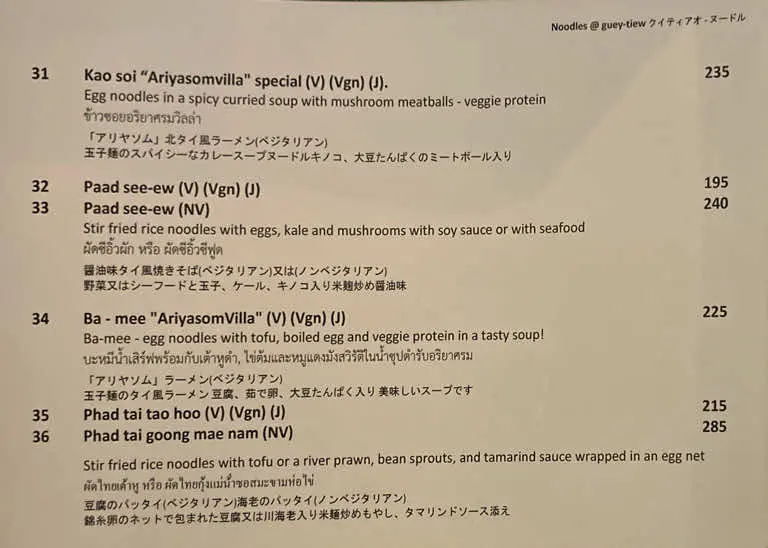 Noodles @ guey-tiew クイティアオ - ヌードル
31 Kao soi “Ariyasomvilla" special (V) (Vgn) (J). 235
Egg noodles in a spicy curried soup with mushroom meatballs - veggie protein
ข้าวซอยอริยาศรมวิลล่า
「アリヤソム」北タイ風ラーメン(ベジタリアン)
玉子麺のスパイシーなカレースープヌードルキノコ、大豆たんぱくのミートボール入り
32 Paad see-ew (V) (Vgn) (J) 195
33 Paad see-ew (NV) 240
Stir fried rice noodles with eggs, kale and mushrooms with soy sauce or with seafood
ผัดซีอิ้วผัก หรือ ผัดซีอิ้วซีฟูด
醤油味タイ風焼きそば(ベジタリアン)又は(ノンベジタリアン)
野菜又はシーフードと玉子、ケール、キノコ入り米麺炒め醤油味
34 Ba - mee "AriyasomVilla" (V) (Vgn) (J) 225
Ba-mee - egg noodles with tofu, boiled egg and veggie protein in a tasty soup!
บะหมี่น้ำเสิร์ฟพร้อมกับเต้าหูดำ, ไข่ต้มและหมูแดงมังสวิรัติในน้ำซุปตำรับอริยาศรม
「アリヤソム」ラーメン(ベジタリアン)
玉子麺のタイ風ラーメン 豆腐、茹で卵、大豆たんぱく入り 美味しいスープです
35 Phad tai tao hoo (V) (Vgn) (J) 215
36 Phad tai goong mae nam (NV) 285
Stir fried rice noodles with tofu or a river prawn, bean sprouts, and tamarind sauce wrapped in an egg net
ผัดไทยเต้าหู หรือ ผัดไทยกุ้งแม่น้ำซอสมะขามห่อไข่
豆腐のパッタイ(ベジタリアン)海老のパッタイ(ノンベジタリアン)
錦糸卵のネットで包まれた豆腐又は川海老入り米麺炒めもやし、タマリンドソース添え